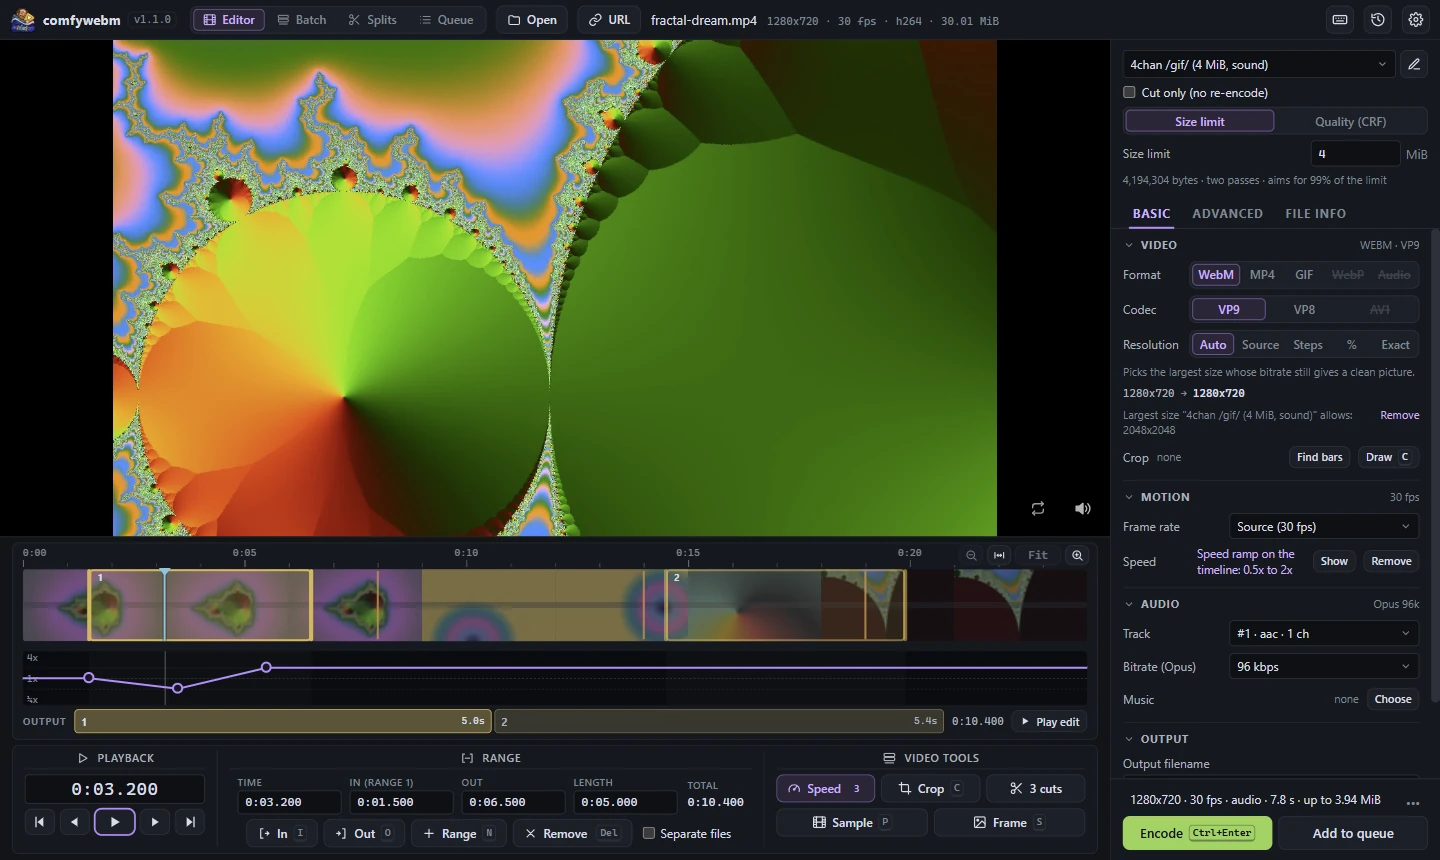 comfywebm v1.1.0 Editor Batch Splits Queue Open URL fractal-dream.mp4 1280x720 · 30 fps · h264 · 30.01 MiB
4chan /gif/ (4 MiB, sound)
Cut only (no re-encode)
Size limit Quality (CRF)
Size limit 4 MiB
4,194,304 bytes · two passes · aims for 99% of the limit
BASIC ADVANCED FILE INFO
VIDEO WEBM · VP9
Format WebM MP4 GIF WebP Audio
Codec VP9 VP8 AV1
Resolution Auto Source Steps % Exact
Picks the largest size whose bitrate still gives a clean picture.
1280x720 → 1280x720
Largest size "4chan /gif/ (4 MiB, sound)" allows: Remove
2048x2048
Crop none Find bars Draw C
MOTION 30 fps
Frame rate Source (30 fps)
Speed Speed ramp on the Show Remove
timeline: 0.5x to 2x
AUDIO Opus 96k
Track #1 · aac · 1 ch
Bitrate (Opus) 96 kbps
Music none Choose
OUTPUT
Output filename
1280x720 · 30 fps · audio · 7.8 s · up to 3.94 MiB
Encode Ctrl+Enter Add to queue
0:00 0:05 0:10 0:15 0:20 Fit
1 2
4x
1x
¼x
OUTPUT 1 5.0s 2 5.4s 0:10.400 Play edit
PLAYBACK
0:03.200
RANGE
TIME IN (RANGE 1) OUT LENGTH TOTAL
0:03.200 0:01.500 0:06.500 0:05.000 0:10.400
In I Out O Range N Remove Del Separate files
VIDEO TOOLS
Speed 3 Crop C 3 cuts
Sample P Frame S